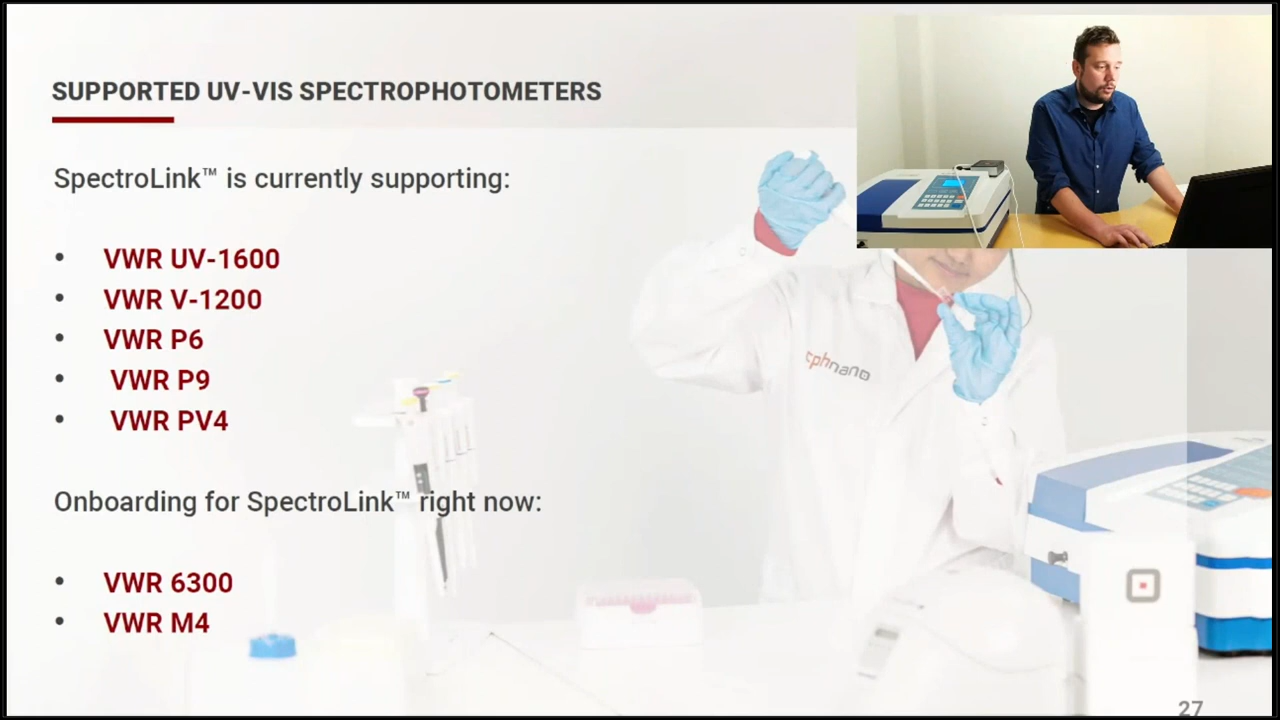 SUPPORTED UV-VIS SPECTROPHOTOMETERS
SpectroLink™ is currently supporting:
• VWR UV-1600
• VWR V-1200
• VWR P6
• VWR P9
• VWR PV4
Onboarding for SpectroLink™ right now:
• VWR 6300
• VWR M4
cphnano
27